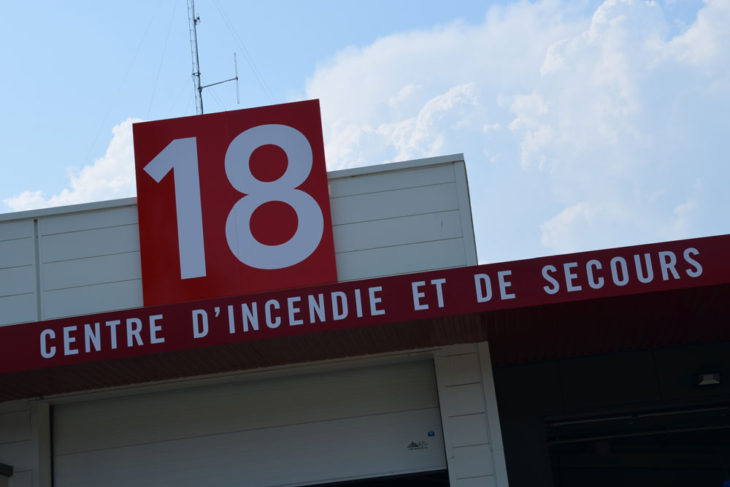 18
CENTRE D'INCENDIE ET DE SECOURS